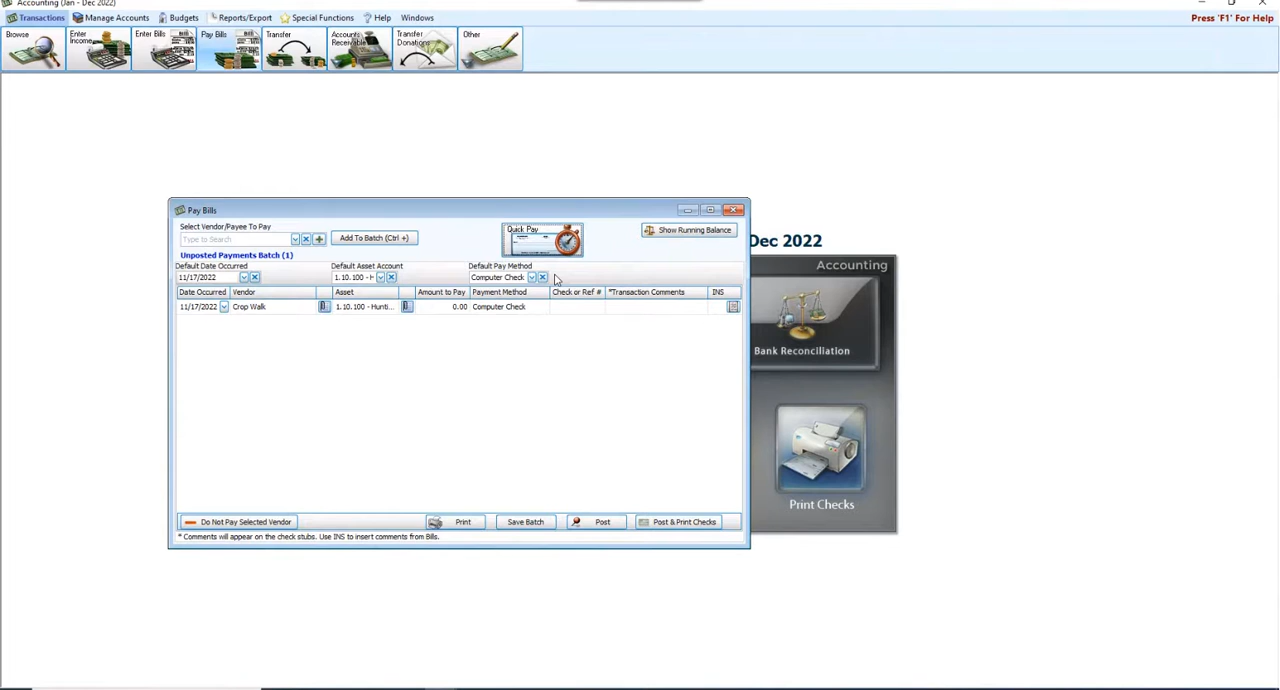 Accounting (Jan - Dec 2022)
Transactions Manage Accounts Budgets Reports/Export Special Functions Help Windows Press 'F1' For Help
Browse
Enter Income
Enter Bills
Pay Bills
Transfer
Accounts Receivable
Transfer Donations
Other
Pay Bills
Select Vendor/Payee To Pay
Type to Search
Add To Batch (Ctrl +)
Quick Pay
Show Running Balance
Unposted Payments Batch (1)
Default Date Occurred Default Asset Account Default Pay Method
11/17/2022 1.10.100 - H Computer Check
Date Occurred Vendor Asset Amount to Pay Payment Method Check or Ref # *Transaction Comments INS
11/17/2022 Crop Walk 1.10.100 - Hunti... 0.00 Computer Check
Do Not Pay Selected Vendor Print Save Batch Post Post & Print Checks
* Comments will appear on the check stubs. Use INS to insert comments from Bills.
Dec 2022
Accounting
Bank Reconciliation
Print Checks